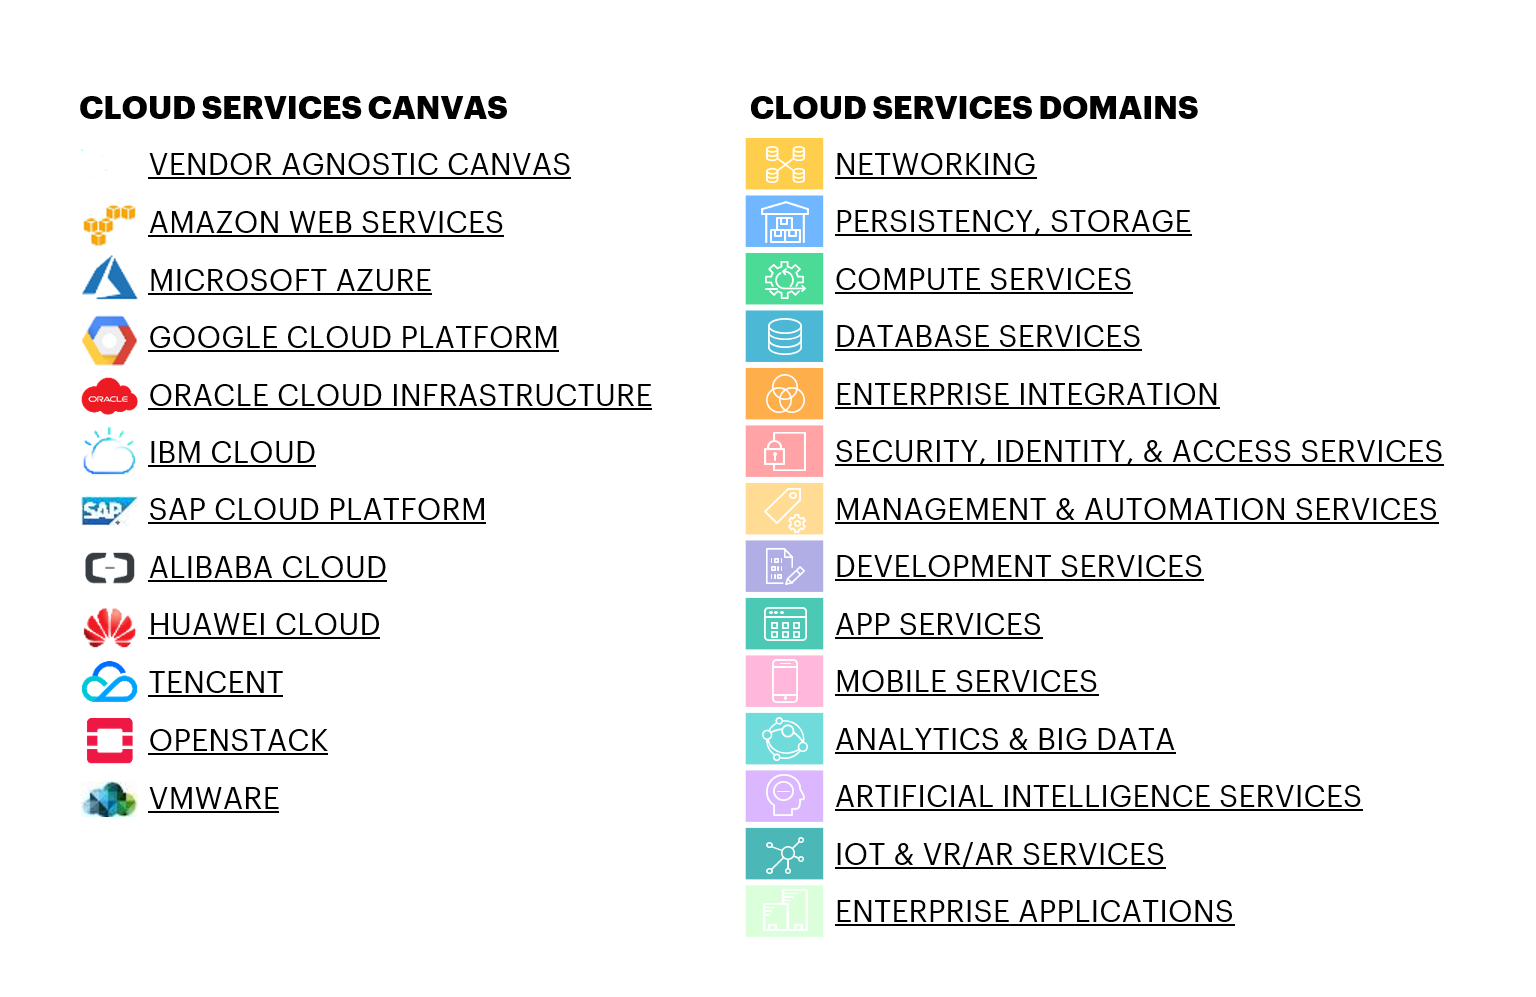 CLOUD SERVICES CANVAS
VENDOR AGNOSTIC CANVAS
AMAZON WEB SERVICES
MICROSOFT AZURE
GOOGLE CLOUD PLATFORM
ORACLE
ORACLE CLOUD INFRASTRUCTURE
IBM CLOUD
SAP
SAP CLOUD PLATFORM
ALIBABA CLOUD
HUAWEI CLOUD
TENCENT
OPENSTACK
VMWARE
CLOUD SERVICES DOMAINS
NETWORKING
PERSISTENCY, STORAGE
COMPUTE SERVICES
DATABASE SERVICES
ENTERPRISE INTEGRATION
SECURITY, IDENTITY, & ACCESS SERVICES
MANAGEMENT & AUTOMATION SERVICES
DEVELOPMENT SERVICES
APP SERVICES
MOBILE SERVICES
ANALYTICS & BIG DATA
ARTIFICIAL INTELLIGENCE SERVICES
IOT & VR/AR SERVICES
ENTERPRISE APPLICATIONS